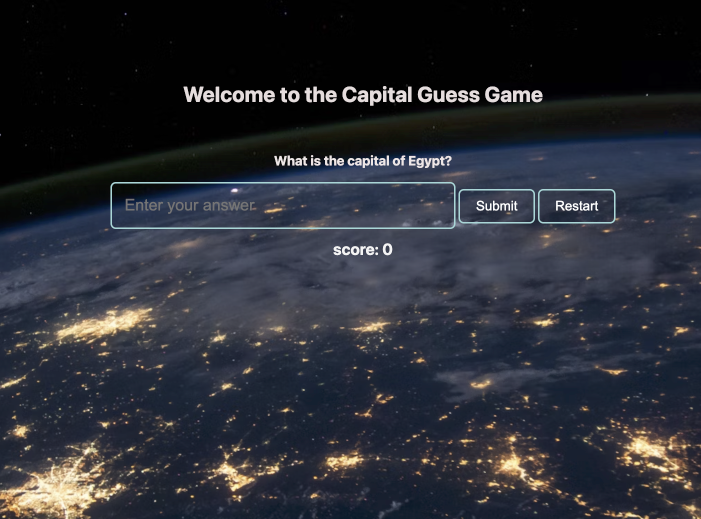 Welcome to the Capital Guess Game
What is the capital of Egypt?
Enter your answer. Submit Restart
score: 0